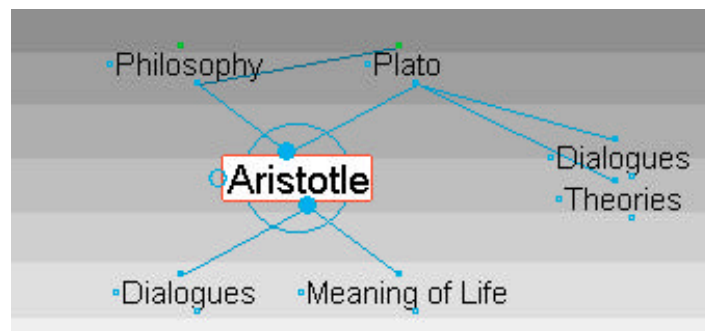 Philosophy
Plato
Dialogues
Aristotle
Theories
Dialogues
Meaning of Life